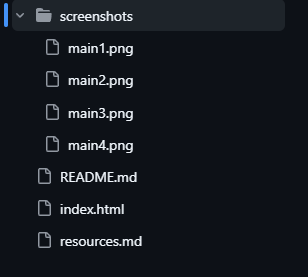 screenshots
main1.png
main2.png
main3.png
main4.png
README.md
index.html
resources.md